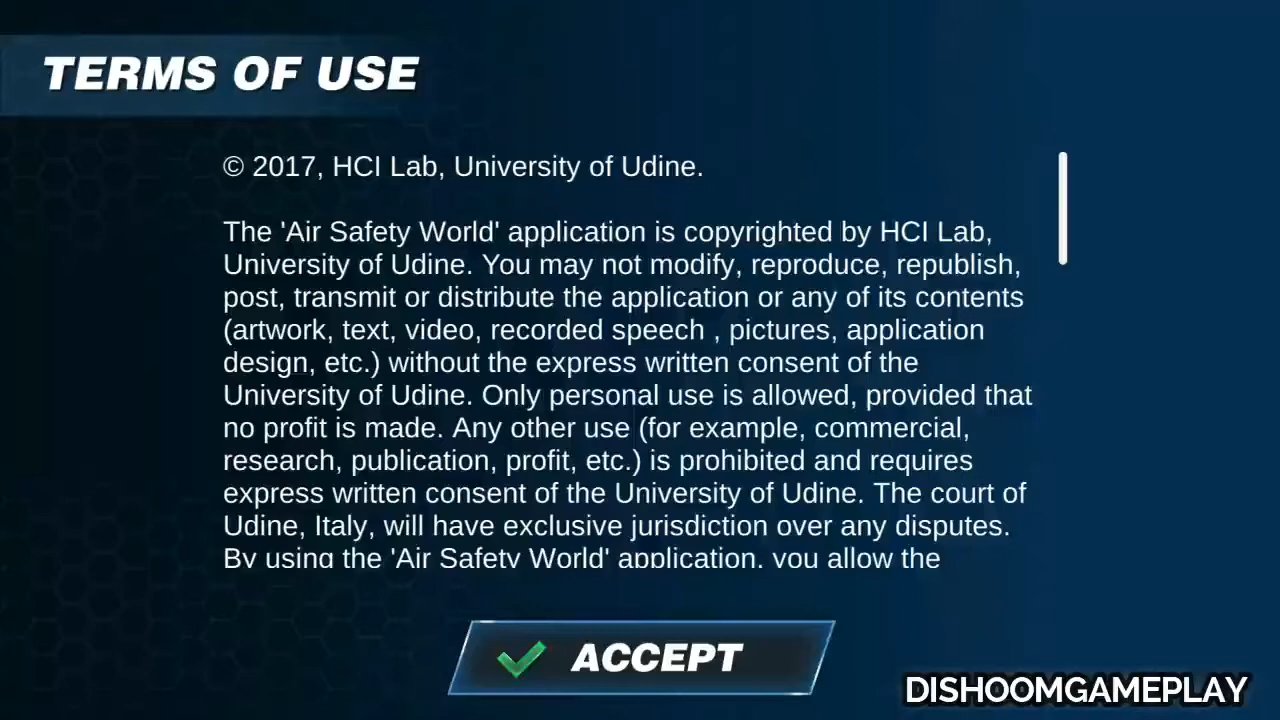 TERMS OF USE
© 2017, HCI Lab, University of Udine.
The 'Air Safety World' application is copyrighted by HCI Lab,
University of Udine. You may not modify, reproduce, republish,
post, transmit or distribute the application or any of its contents
(artwork, text, video, recorded speech , pictures, application
design, etc.) without the express written consent of the
University of Udine. Only personal use is allowed, provided that
no profit is made. Any other use (for example, commercial,
research, publication, profit, etc.) is prohibited and requires
express written consent of the University of Udine. The court of
Udine, Italy, will have exclusive jurisdiction over any disputes.
By using the 'Air Safety World' application, you allow the
ACCEPT
DISHOOMGAMEPLAY